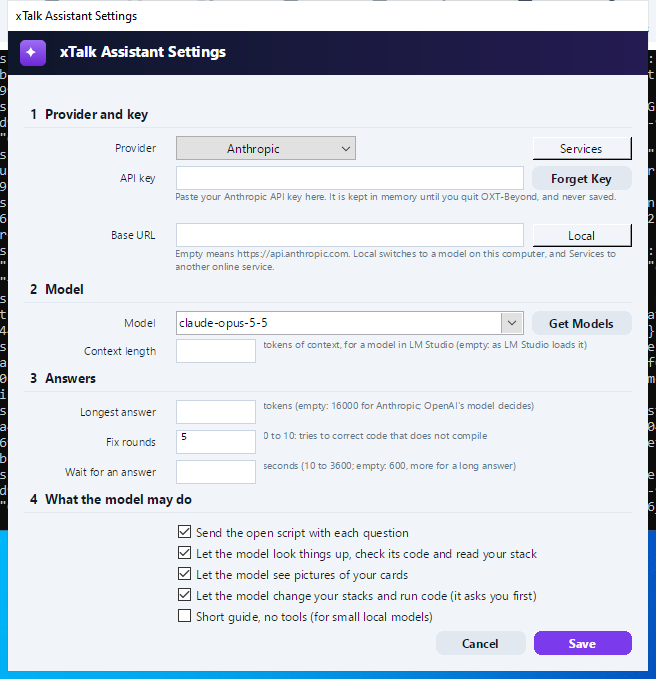 xTalk Assistant Settings
xTalk Assistant Settings
1 Provider and key
Provider
Anthropic
Services
API key
Forget Key
Paste your Anthropic API key here. It is kept in memory until you quit OXT-Beyond, and never saved.
Base URL
Local
Empty means https://api.anthropic.com. Local switches to a model on this computer, and Services to
another online service.
2 Model
Model
claude-opus-5-5
Get Models
Context length
tokens of context, for a model in LM Studio (empty: as LM Studio loads it)
3 Answers
Longest answer
tokens (empty: 16000 for Anthropic; OpenAI's model decides)
Fix rounds
5
0 to 10: tries to correct code that does not compile
Wait for an answer
seconds (10 to 3600; empty: 600, more for a long answer)
4 What the model may do
Send the open script with each question
Let the model look things up, check its code and read your stack
Let the model see pictures of your cards
Let the model change your stacks and run code (it asks you first)
Short guide, no tools (for small local models)
Cancel
Save